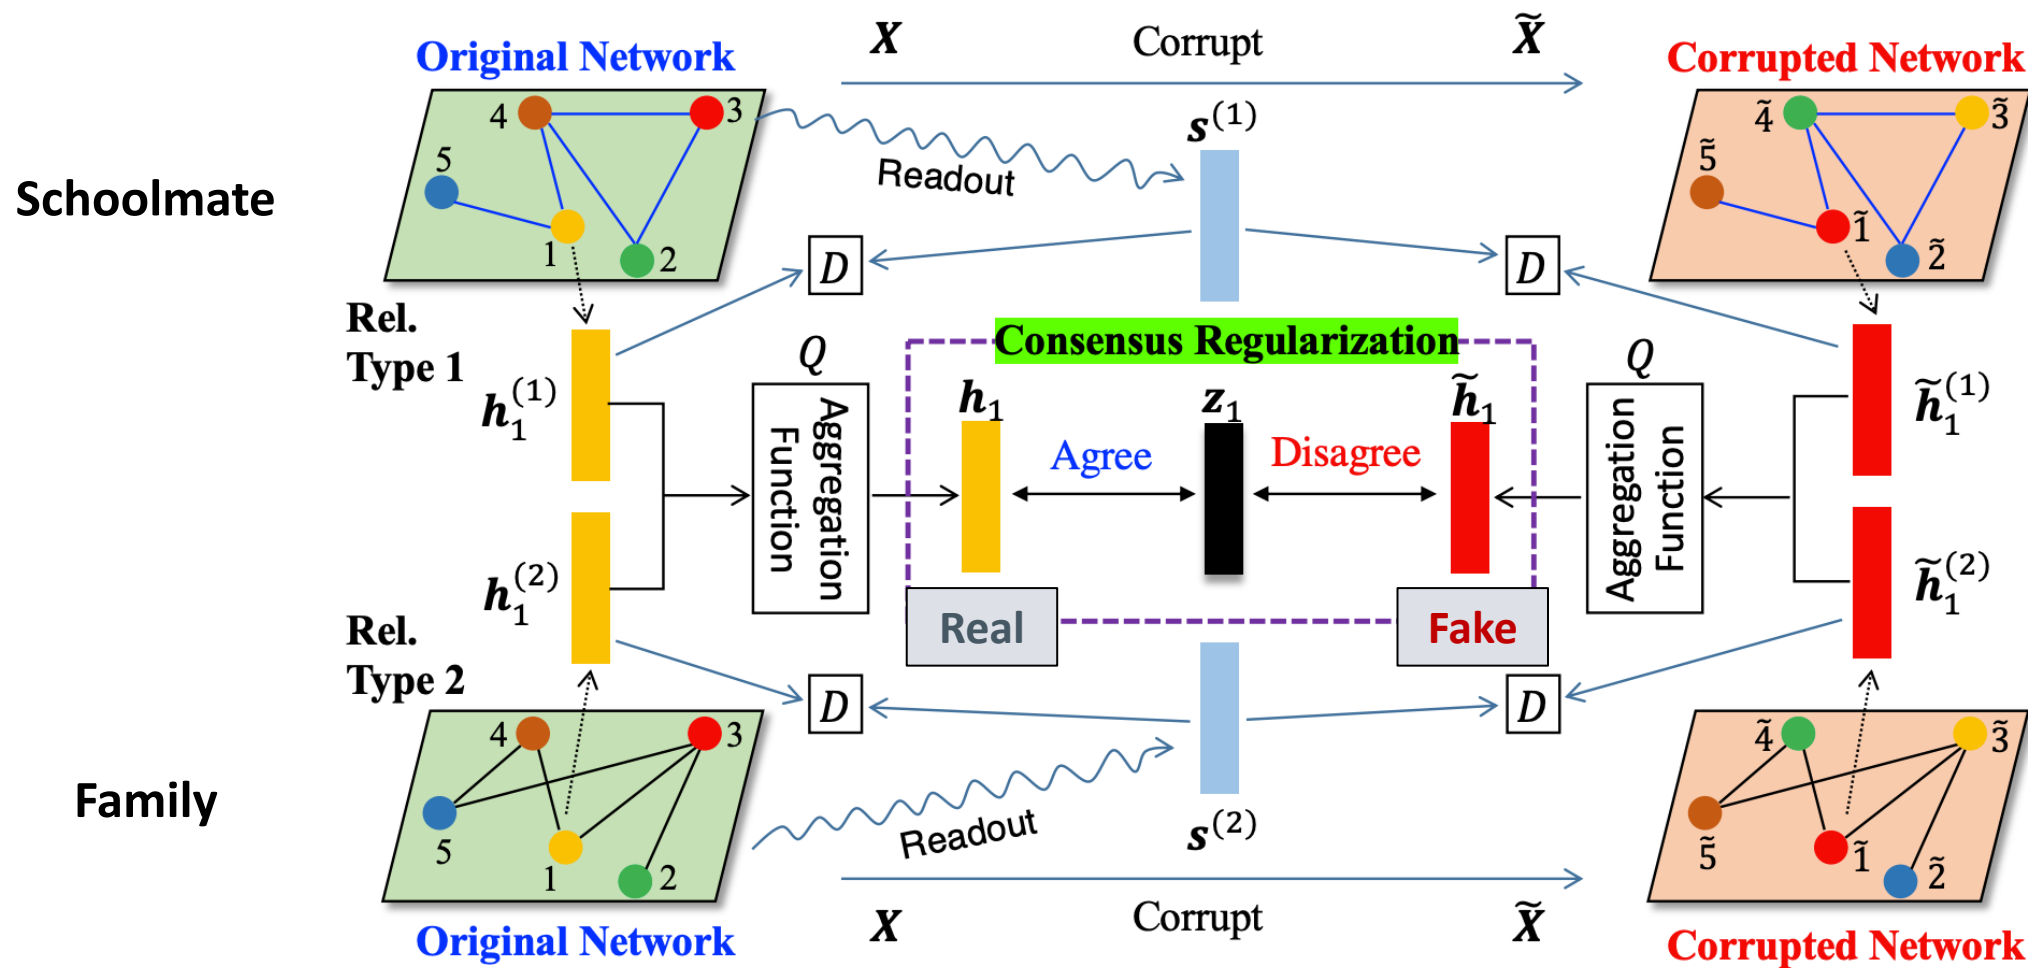 X Corrupt X̃
Original Network
Corrupted Network
4 3
5
1 2
s⁽¹⁾
Readout
4̃ 3̃
5̃
1̃
2̃
Schoolmate
D
D
Rel.
Type 1
h₁⁽¹⁾
Q
Aggregation
Function
Consensus Regularization
h₁ z₁ h̃₁
Agree Disagree
Real Fake
Q
Aggregation
Function
h̃₁⁽¹⁾
h₁⁽²⁾
h̃₁⁽²⁾
Rel.
Type 2
D
D
Family
4 3
5
1 2
Readout
s⁽²⁾
4̃ 3̃
5̃ 1̃
2̃
Original Network
X Corrupt X̃
Corrupted Network